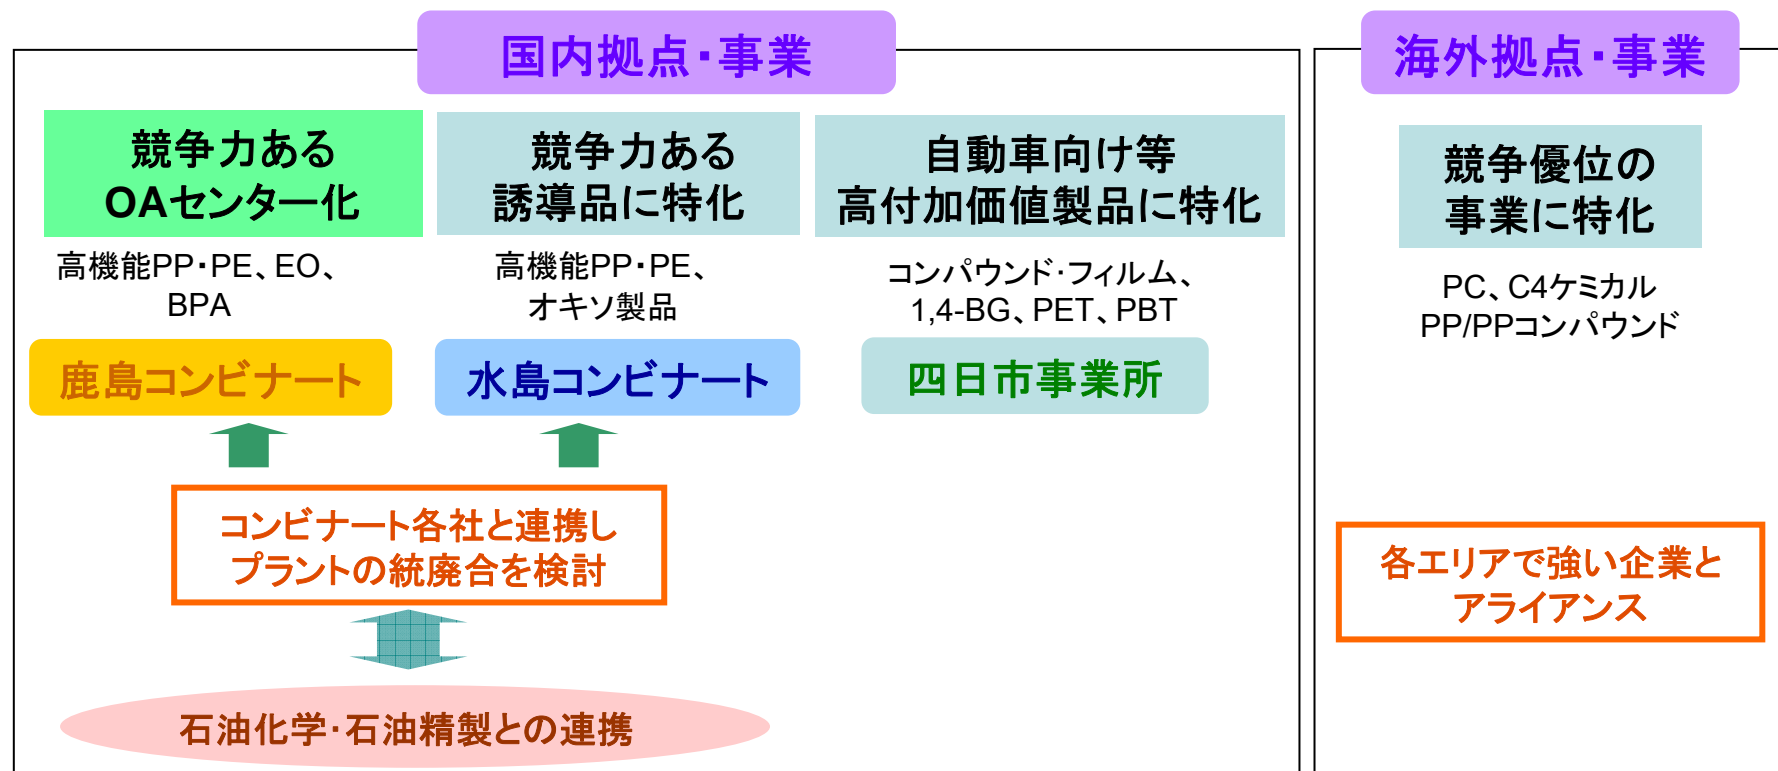 国内拠点・事業
競争力ある
OAセンター化
高機能PP・PE、EO、
BPA
鹿島コンビナート
競争力ある
誘導品に特化
高機能PP・PE、
オキソ製品
水島コンビナート
自動車向け等
高付加価値製品に特化
コンパウンド・フィルム、
1,4-BG、PET、PBT
四日市事業所
コンビナート各社と連携し
プラントの統廃合を検討
石油化学・石油精製との連携
海外拠点・事業
競争優位の
事業に特化
PC、C4ケミカル
PP/PPコンパウンド
各エリアで強い企業と
アライアンス